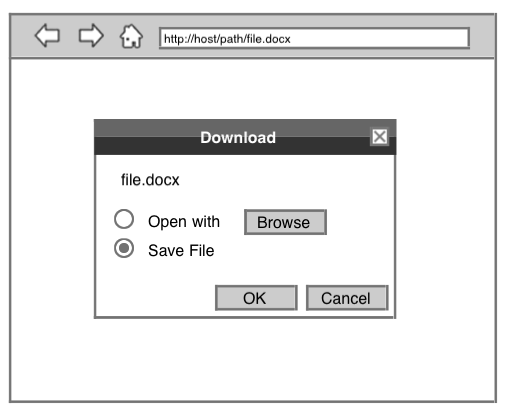 http://host/path/file.docx
Download
file.docx
Open with Browse
Save File
OK Cancel